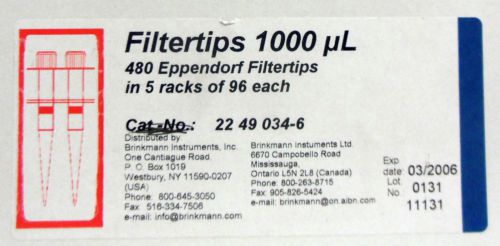 Filtertips 1000 µL
480 Eppendorf Filtertips
in 5 racks of 96 each
Cat.-No.: 22 49 034-6
Distributed by
Brinkmann Instruments, Inc.
One Cantiague Road,
P. O. Box 1019
Westbury, NY 11590-0207
(USA)
Phone: 800-645-3050
Fax 516-334-7506
e-mail: info@brinkmann.com
Brinkmann Instuments Ltd.
6670 Campobello Road
Mississauga,
Ontario L5N 2L8 (Canada)
Phone: 800-263-8715
Fax: 905-826-5424
e-mail: brinkmann@on.aibn.com
Exp
date: 03/2006
Lot
No. 0131
11131